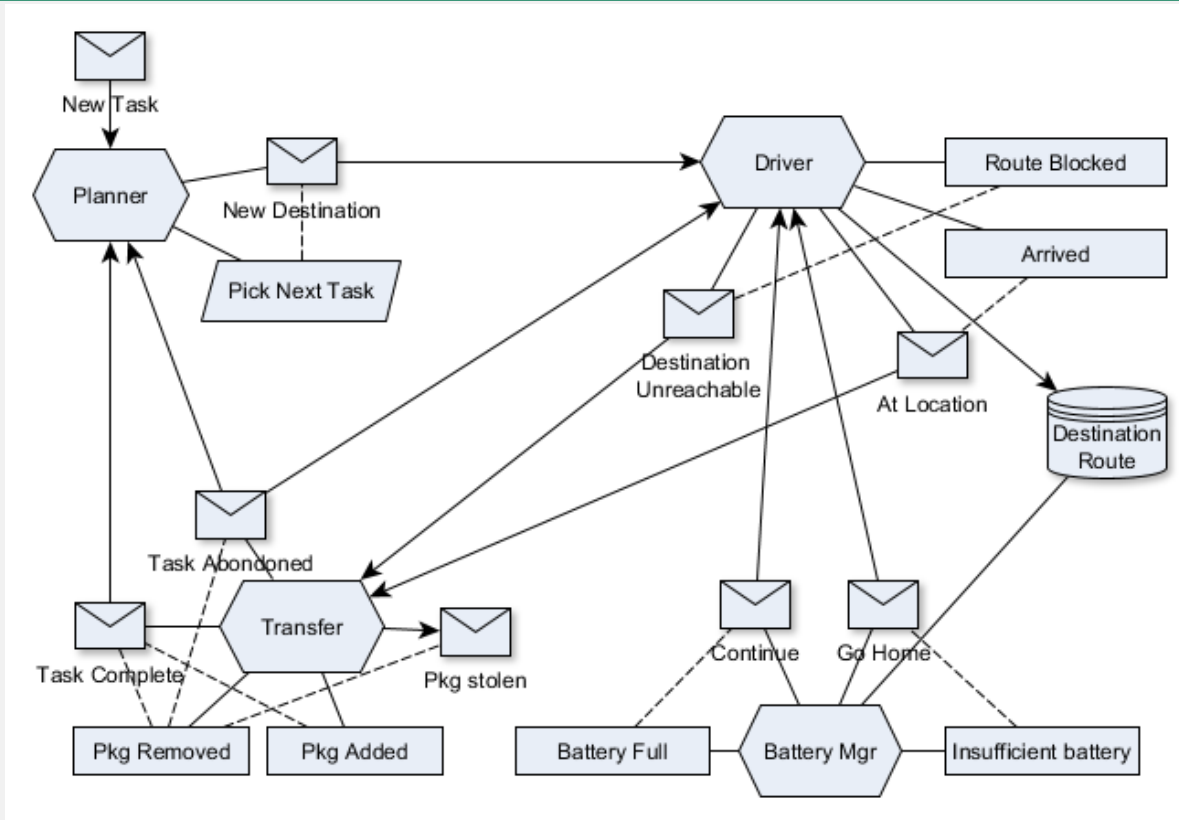 New Task
Planner
New Destination
Pick Next Task
Driver
Route Blocked
Arrived
Destination
Unreachable
At Location
Destination
Route
Task Abondoned
Transfer
Task Complete
Pkg stolen
Continue
Go Home
Pkg Removed
Pkg Added
Battery Full
Battery Mgr
Insufficient battery